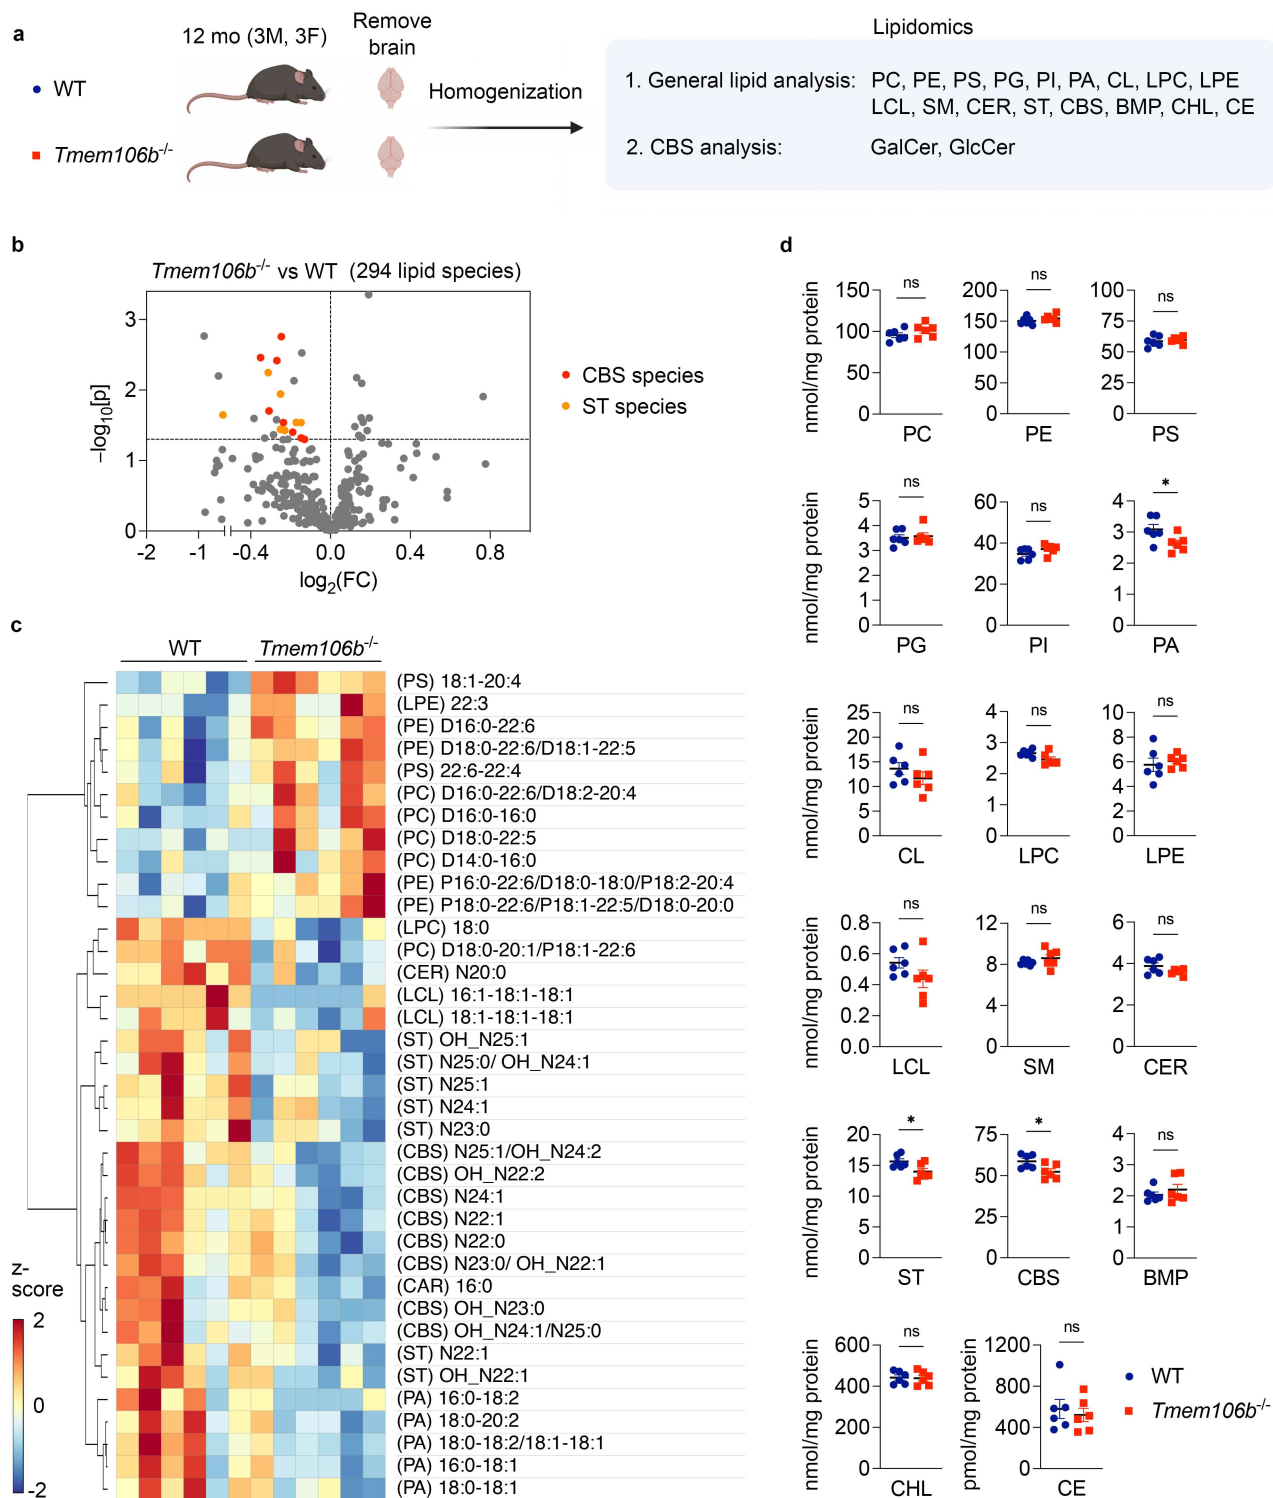 a
12 mo (3M, 3F)
Remove
brain
WT
Tmem106b-/-
Homogenization
Lipidomics
1. General lipid analysis: PC, PE, PS, PG, PI, PA, CL, LPC, LPE
LCL, SM, CER, ST, CBS, BMP, CHL, CE
2. CBS analysis: GalCer, GlcCer
b
Tmem106b-/- vs WT (294 lipid species)
3
2
1
0
-log10[p]
-2 -1 -0.4 0.0 0.4 0.8
log2(FC)
CBS species
ST species
c
WT Tmem106b-/-
(PS) 18:1-20:4
(LPE) 22:3
(PE) D16:0-22:6
(PE) D18:0-22:6/D18:1-22:5
(PS) 22:6-22:4
(PC) D16:0-22:6/D18:2-20:4
(PC) D16:0-16:0
(PC) D18:0-22:5
(PC) D14:0-16:0
(PE) P16:0-22:6/D18:0-18:0/P18:2-20:4
(PE) P18:0-22:6/P18:1-22:5/D18:0-20:0
(LPC) 18:0
(PC) D18:0-20:1/P18:1-22:6
(CER) N20:0
(LCL) 16:1-18:1-18:1
(LCL) 18:1-18:1-18:1
(ST) OH_N25:1
(ST) N25:0/ OH_N24:1
(ST) N25:1
(ST) N24:1
(ST) N23:0
(CBS) N25:1/OH_N24:2
(CBS) OH_N22:2
(CBS) N24:1
(CBS) N22:1
(CBS) N22:0
(CBS) N23:0/ OH_N22:1
(CAR) 16:0
(CBS) OH_N23:0
(CBS) OH_N24:1/N25:0
(ST) N22:1
(ST) OH_N22:1
(PA) 16:0-18:2
(PA) 18:0-20:2
(PA) 18:0-18:2/18:1-18:1
(PA) 16:0-18:1
(PA) 18:0-18:1
z-
score
2
0
-2
d
nmol/mg protein
150
100
50
0
ns
PC
200
150
100
50
0
ns
PE
100
75
50
25
0
ns
PS
nmol/mg protein
5
4
3
2
1
0
ns
PG
60
40
20
0
ns
PI
4
3
2
1
0
*
PA
nmol/mg protein
25
20
15
10
5
0
ns
CL
4
3
2
1
0
ns
LPC
10
8
6
4
2
0
ns
LPE
nmol/mg protein
0.8
0.6
0.4
0.2
0.0
ns
LCL
12
8
4
0
ns
SM
6
4
2
0
ns
CER
nmol/mg protein
20
15
10
5
0
*
ST
75
50
25
0
*
CBS
4
3
2
1
0
ns
BMP
nmol/mg protein
600
400
200
0
ns
CHL
pmol/mg protein
1200
800
400
0
ns
CE
WT
Tmem106b-/-